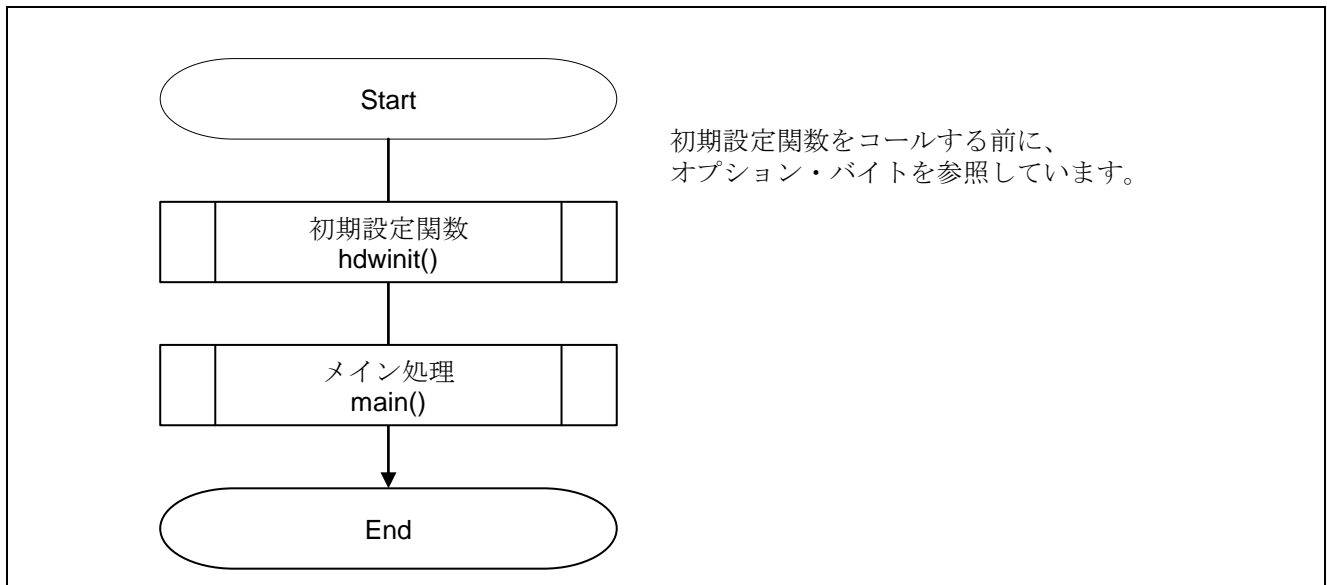 Start
初期設定関数をコールする前に、
オプション・バイトを参照しています。
初期設定関数
hdwinit()
メイン処理
main()
End